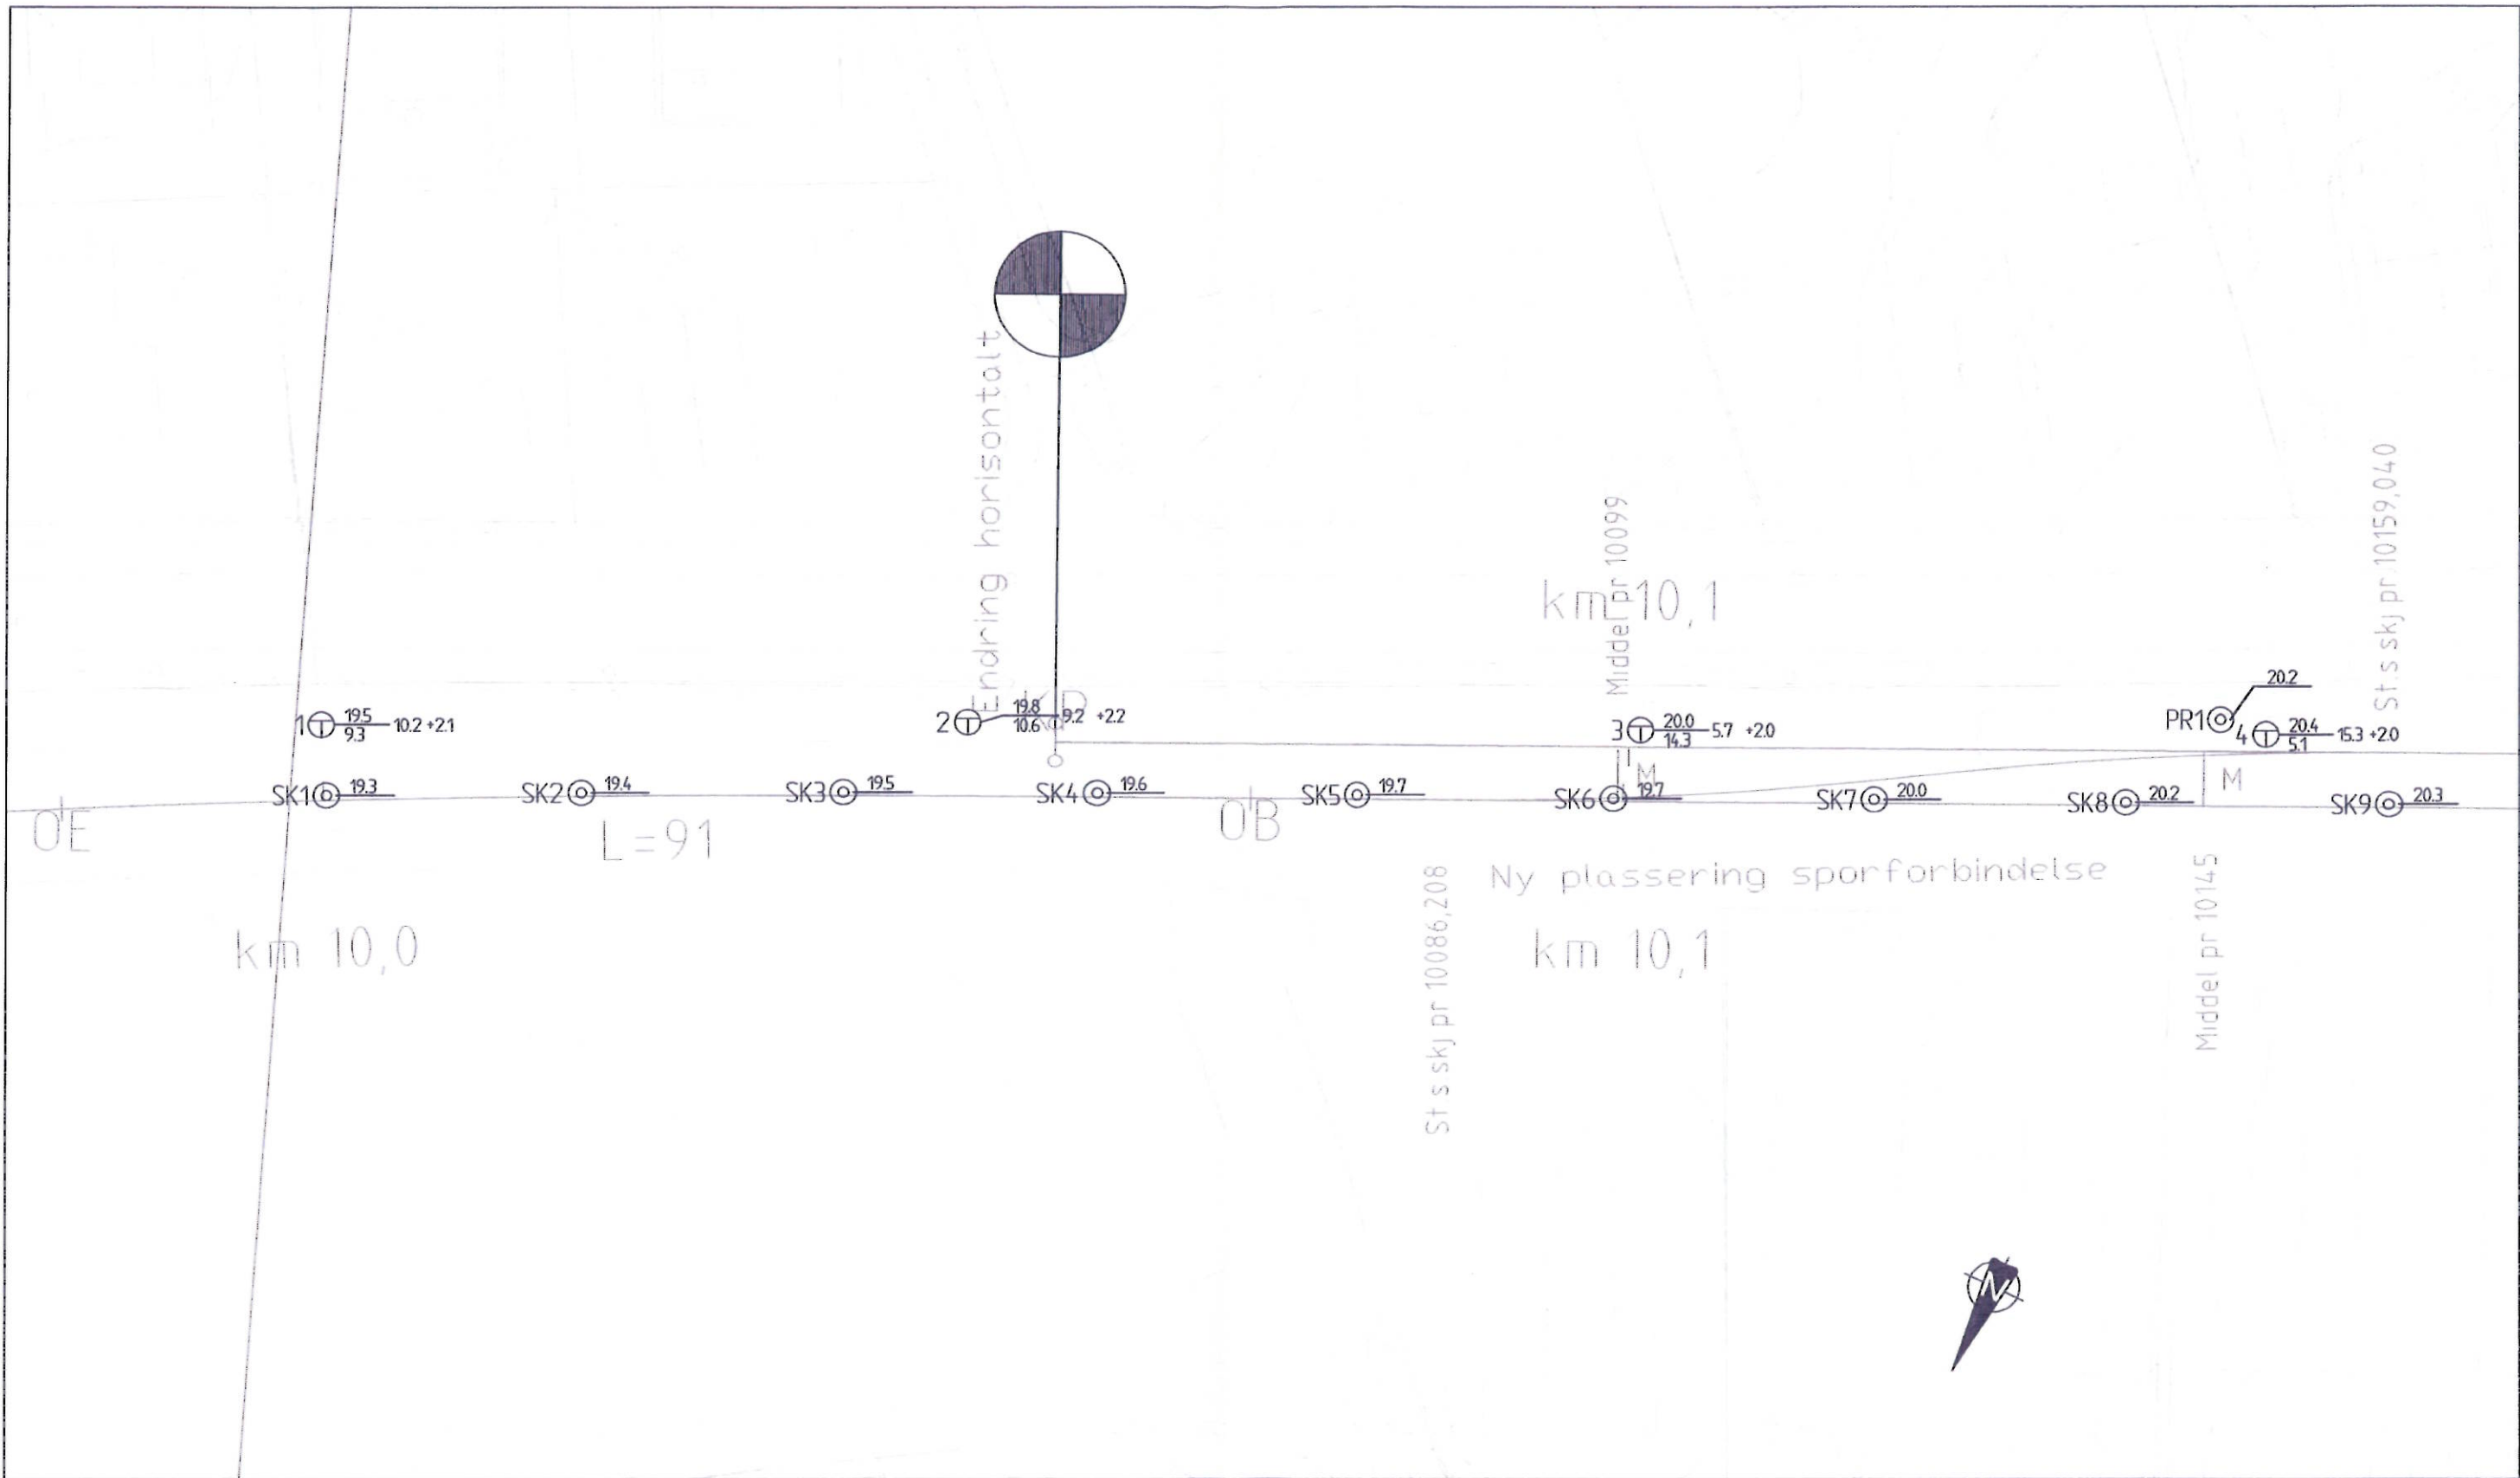 Endring horisontalt
Middel pr 10099
km 10,1
St.s skj pr 10159,040
1 19.5 9.3 10.2 +2.1
2 19.8 10.6 9.2 +2.2
3 20.0 14.3 5.7 +2.0
PR1 20.2
4 20.4 5.1 15.3 +2.0
M
M
SK1 19.3
SK2 19.4
SK3 19.5
SK4 19.6
SK5 19.7
SK6 19.7
SK7 20.0
SK8 20.2
SK9 20.3
OE
L=91
OB
St s skj pr 10086,208
Ny plassering sporforbindelse
Middel pr 10145
km 10,0
km 10,1
N